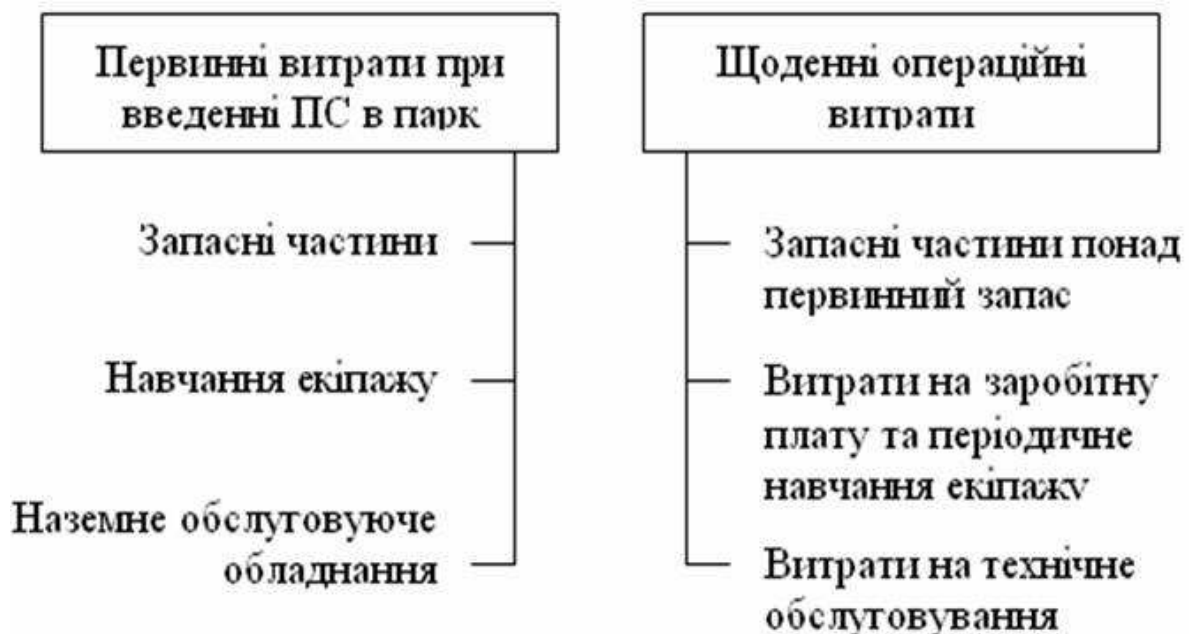 Первинні витрати при
введенні ПС в парк
Запасні частини
Навчання екіпажу
Наземне обслуговуюче
обладнання
Щоденні операційні
витрати
Запасні частини понад
первинний запас
Витрати на заробітну
плату та періодичне
навчання екіпажу
Витрати на технічне
обслуговування